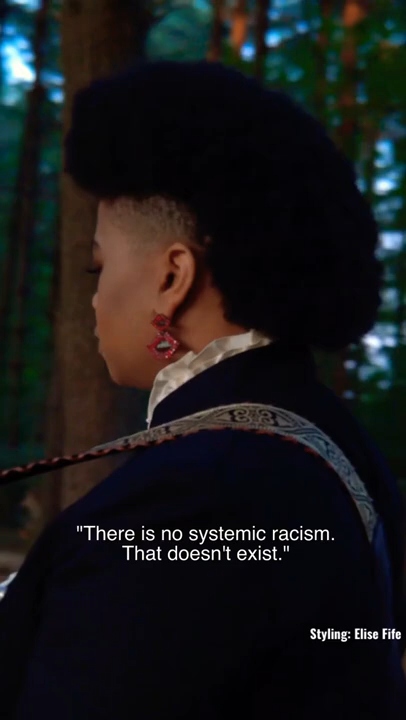 "There is no systemic racism.
That doesn't exist."
Styling: Elise Fife